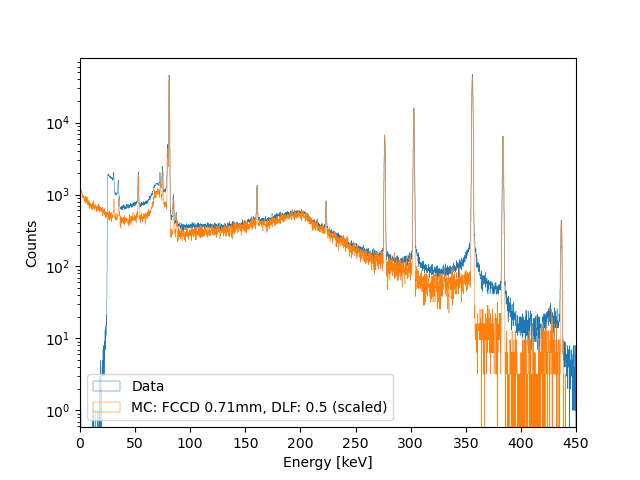 Counts
10⁴
10³
10²
10¹
10⁰
Data
MC: FCCD 0.71mm, DLF: 0.5 (scaled)
0 50 100 150 200 250 300 350 400 450
Energy [keV]